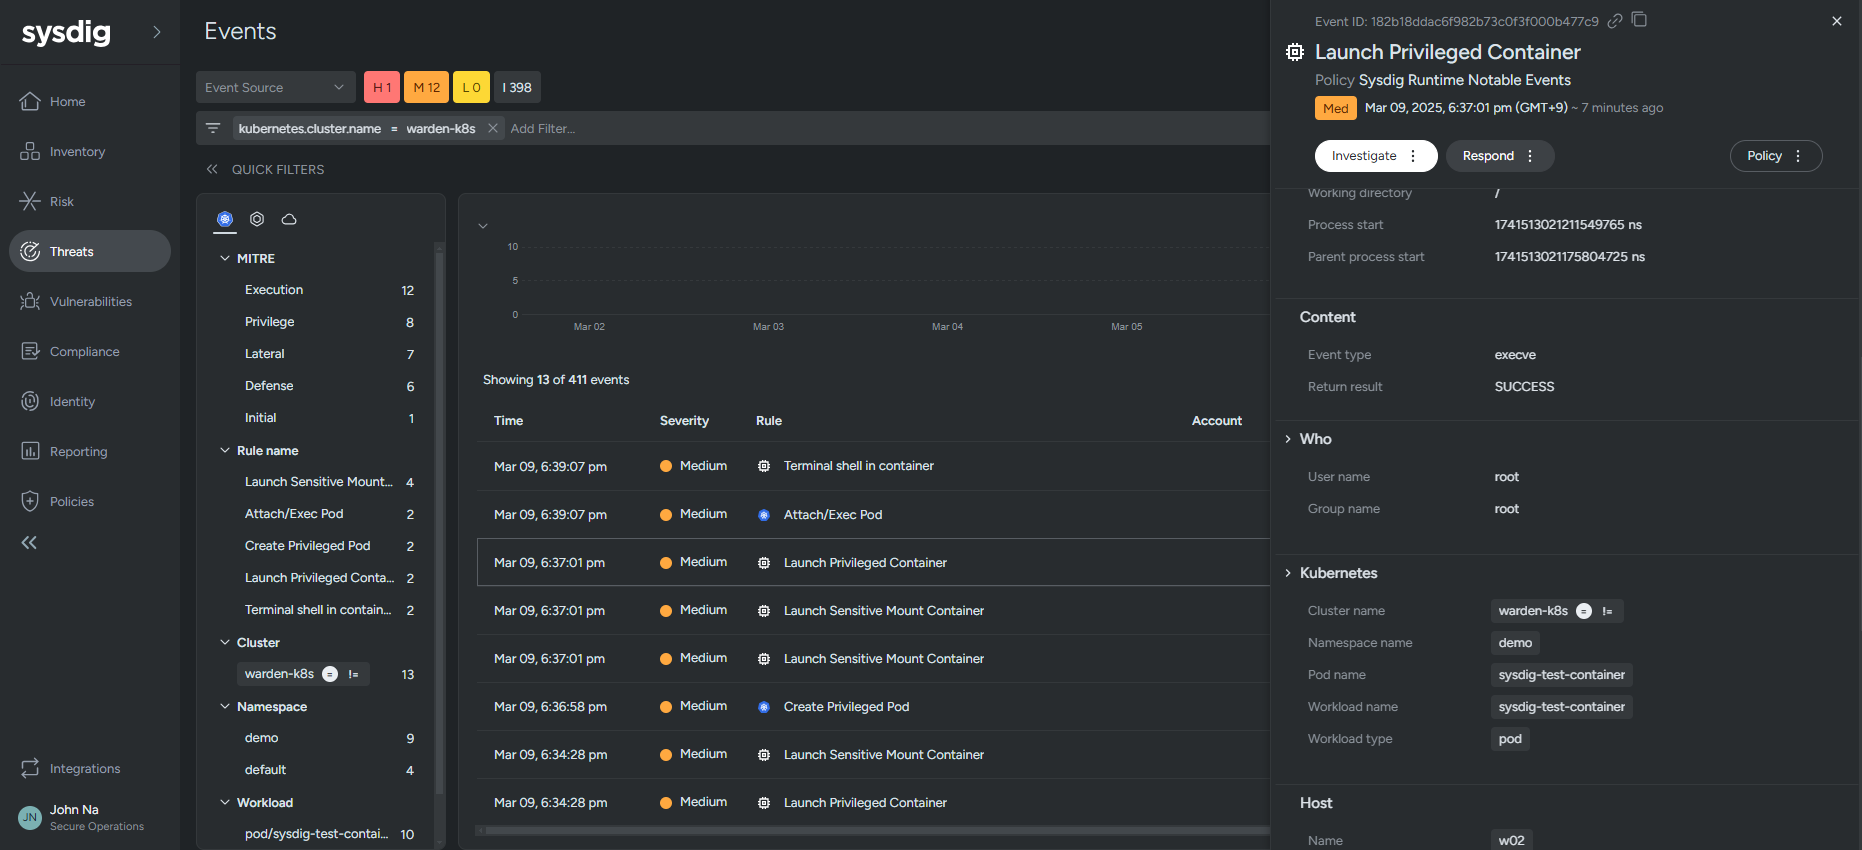 sysdig
Home
Inventory
Risk
Threats
Vulnerabilities
Compliance
Identity
Reporting
Policies
Integrations
JN
John Na
Secure Operations
Events
Event Source
H 1
M 12
L 0
I 398
kubernetes.cluster.name = warden-k8s
Add Filter...
QUICK FILTERS
MITRE
Execution 12
Privilege 8
Lateral 7
Defense 6
Initial 1
Rule name
Launch Sensitive Mount... 4
Attach/Exec Pod 2
Create Privileged Pod 2
Launch Privileged Conta... 2
Terminal shell in contain... 2
Cluster
warden-k8s = != 13
Namespace
demo 9
default 4
Workload
pod/sysdig-test-contai... 10
10
5
0
Mar 02 Mar 03 Mar 04 Mar 05
Showing 13 of 411 events
Time Severity Rule Account
Mar 09, 6:39:07 pm Medium Terminal shell in container
Mar 09, 6:39:07 pm Medium Attach/Exec Pod
Mar 09, 6:37:01 pm Medium Launch Privileged Container
Mar 09, 6:37:01 pm Medium Launch Sensitive Mount Container
Mar 09, 6:37:01 pm Medium Launch Sensitive Mount Container
Mar 09, 6:36:58 pm Medium Create Privileged Pod
Mar 09, 6:34:28 pm Medium Launch Sensitive Mount Container
Mar 09, 6:34:28 pm Medium Launch Privileged Container
Event ID: 182b18ddac6f982b73c0f3f000b477c9
Launch Privileged Container
Policy Sysdig Runtime Notable Events
Med Mar 09, 2025, 6:37:01 pm (GMT+9) ~ 7 minutes ago
Investigate
Respond
Policy
Working directory /
Process start 1741513021211549765 ns
Parent process start 1741513021175804725 ns
Content
Event type execve
Return result SUCCESS
Who
User name root
Group name root
Kubernetes
Cluster name warden-k8s = !=
Namespace name demo
Pod name sysdig-test-container
Workload name sysdig-test-container
Workload type pod
Host
Name w02